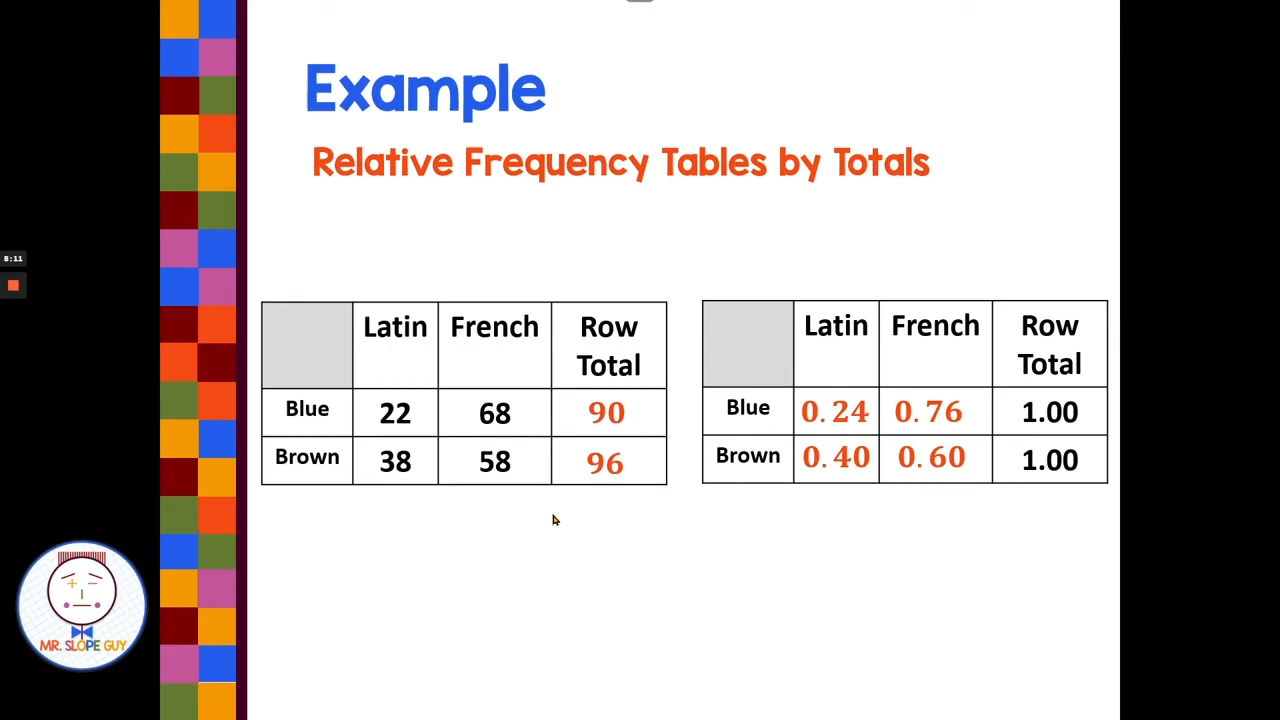 Example
Relative Frequency Tables by Totals
8:11
Latin French Row Total
Blue 22 68 90
Brown 38 58 96
Latin French Row Total
Blue 0.24 0.76 1.00
Brown 0.40 0.60 1.00
MR. SLOPE GUY